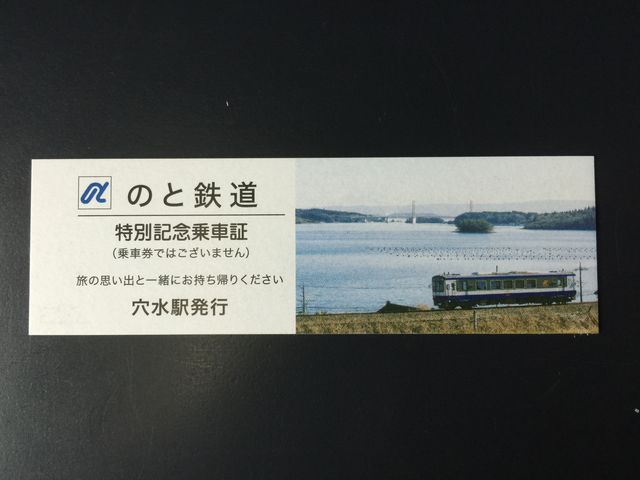 のと鉄道
特別記念乗車証
（乗車券ではございません）
旅の思い出と一緒にお持ち帰りください
穴水駅発行